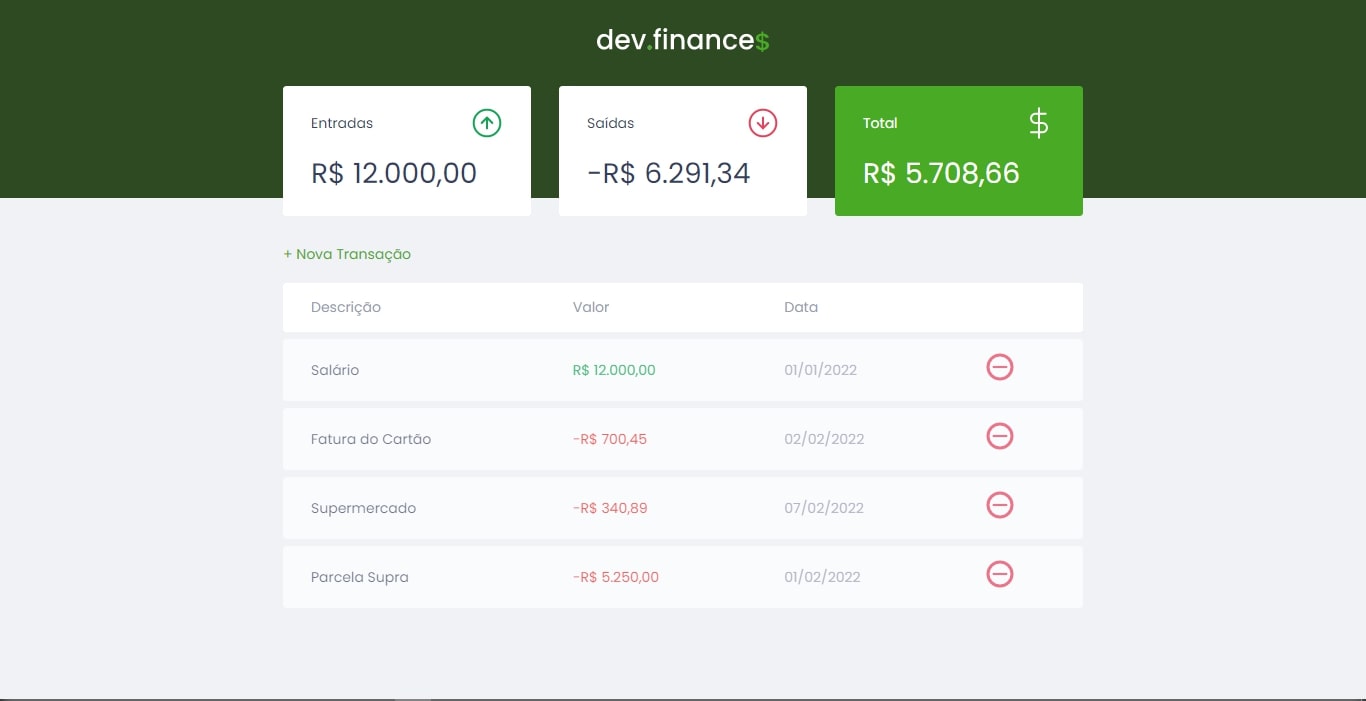 dev.finance$
Entradas
R$ 12.000,00
Saídas
-R$ 6.291,34
Total
$
R$ 5.708,66
+ Nova Transação
Descrição Valor Data
Salário R$ 12.000,00 01/01/2022
Fatura do Cartão -R$ 700,45 02/02/2022
Supermercado -R$ 340,89 07/02/2022
Parcela Supra -R$ 5.250,00 01/02/2022